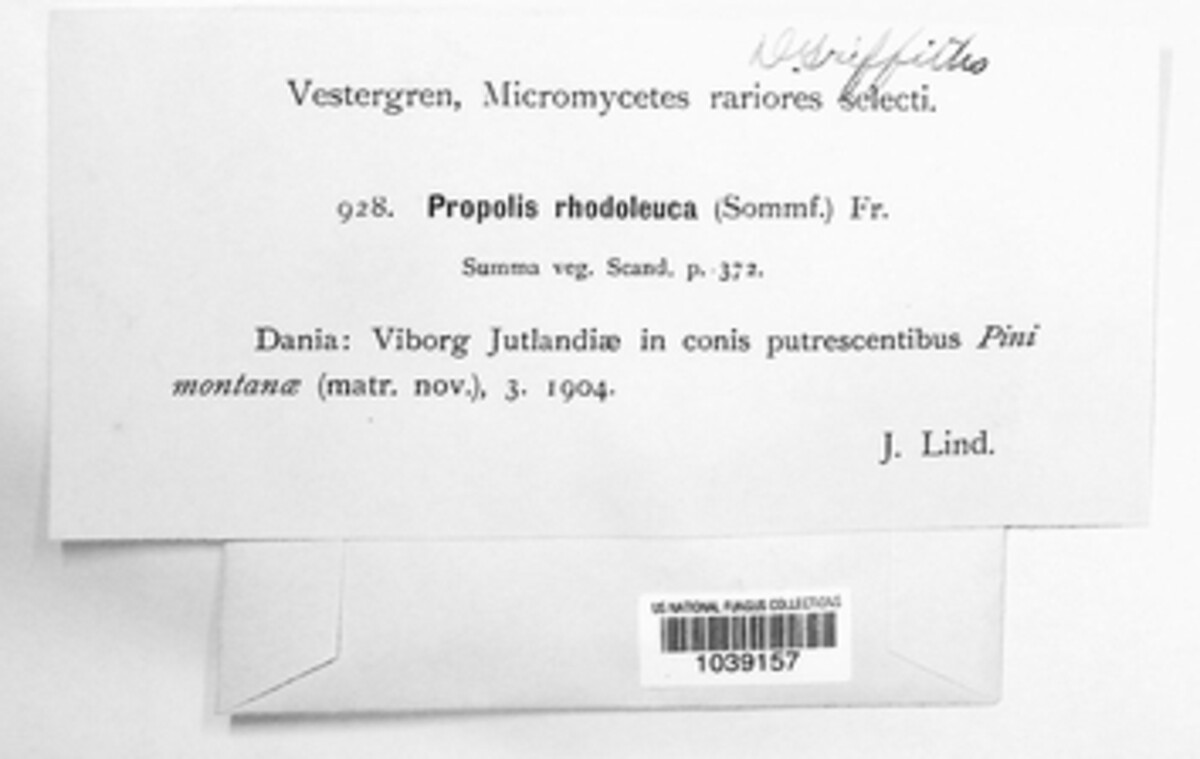 D. Griffiths
Vestergren, Micromycetes rariores selecti.
928. Propolis rhodoleuca (Sommf.) Fr.
Summa veg. Scand. p. 372.
Dania: Viborg Jutlandiæ in conis putrescentibus Pini
montanæ (matr. nov.), 3. 1904.
J. Lind.
US NATIONAL FUNGUS COLLECTIONS
1039157